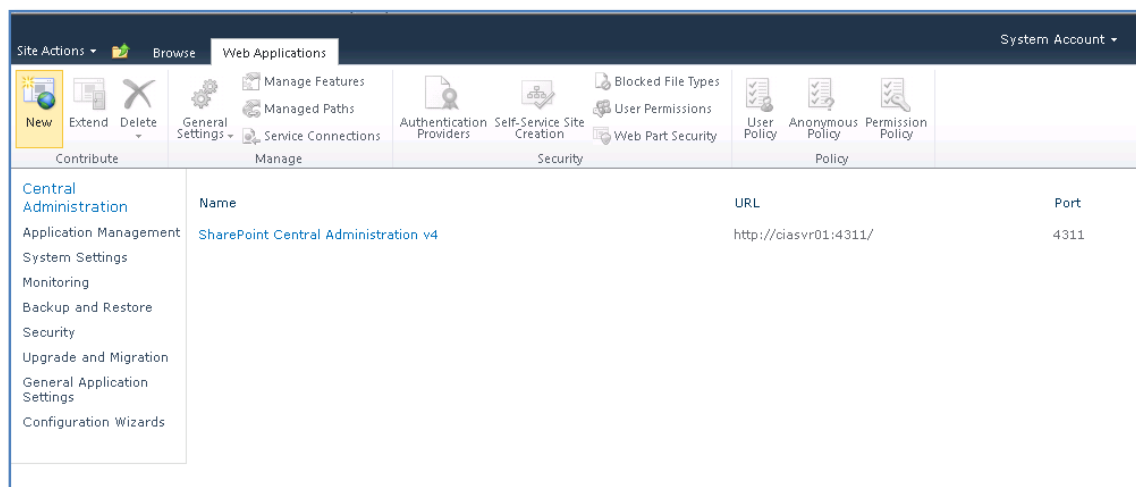 Site Actions Browse Web Applications System Account
New Extend Delete
Contribute
General Settings
Manage Features
Managed Paths
Service Connections
Manage
Authentication Providers
Self-Service Site Creation
Blocked File Types
User Permissions
Web Part Security
Security
User Policy
Anonymous Policy
Permission Policy
Policy
Central
Administration
Application Management
System Settings
Monitoring
Backup and Restore
Security
Upgrade and Migration
General Application
Settings
Configuration Wizards
Name URL Port
SharePoint Central Administration v4 http://ciasvr01:4311/ 4311